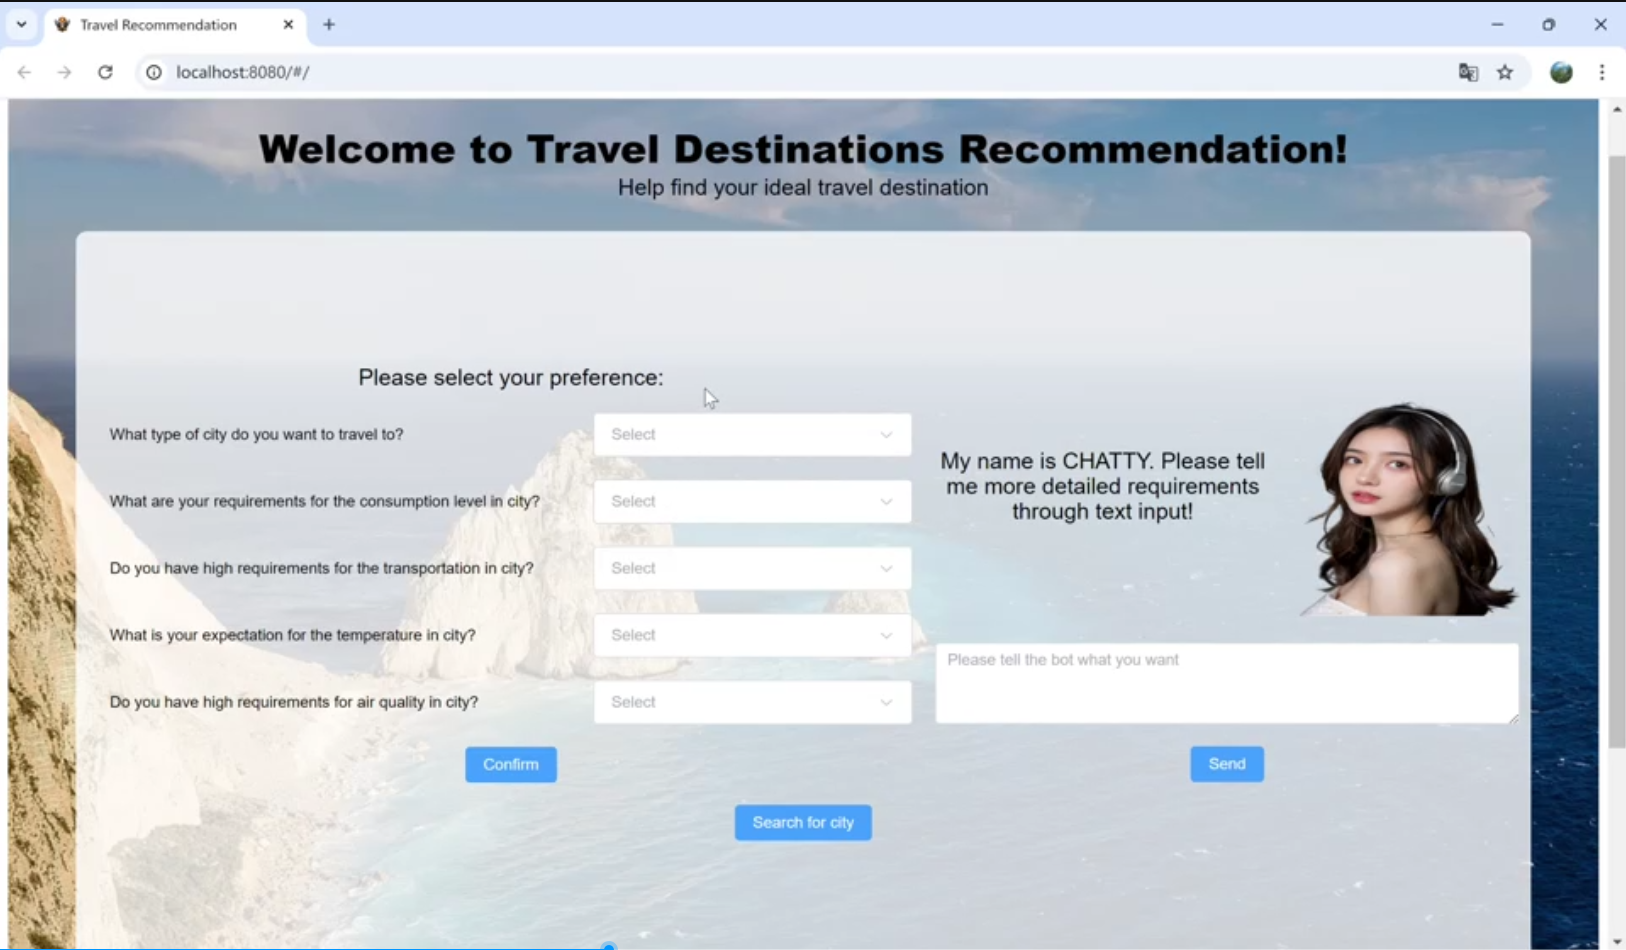 Travel Recommendation
localhost:8080/#/
Welcome to Travel Destinations Recommendation!
Help find your ideal travel destination
Please select your preference:
What type of city do you want to travel to?
Select
What are your requirements for the consumption level in city?
Select
Do you have high requirements for the transportation in city?
Select
What is your expectation for the temperature in city?
Select
Do you have high requirements for air quality in city?
Select
Confirm
My name is CHATTY. Please tell
me more detailed requirements
through text input!
Please tell the bot what you want
Send
Search for city